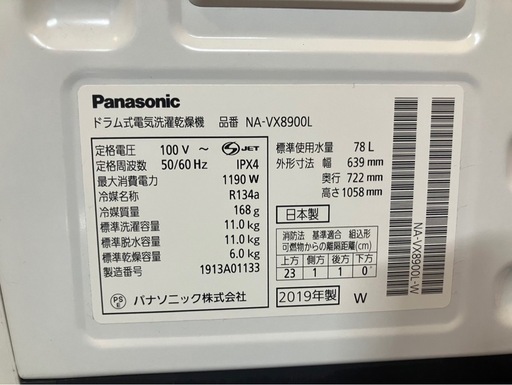 Panasonic
ドラム式電気洗濯乾燥機 品番 NA-VX8900L
定格電圧 100 V ～ S JET
定格周波数 50/60 Hz IPX4
最大消費電力 1190 W
冷媒名称 R134a
冷媒質量 168 g
標準洗濯容量 11.0 kg
標準脱水容量 11.0 kg
標準乾燥容量 6.0 kg
製造番号 1913A01133
PS E パナソニック株式会社
標準使用水量 78 L
外形寸法 幅 639 mm
奥行 722 mm
高さ 1058 mm
日本製
消防法 基準適合 組込形
可燃物からの離隔距離(cm)
上方 側方 後方 下方
23 1 1 0
2019年製 W
NA-VX8900L-W